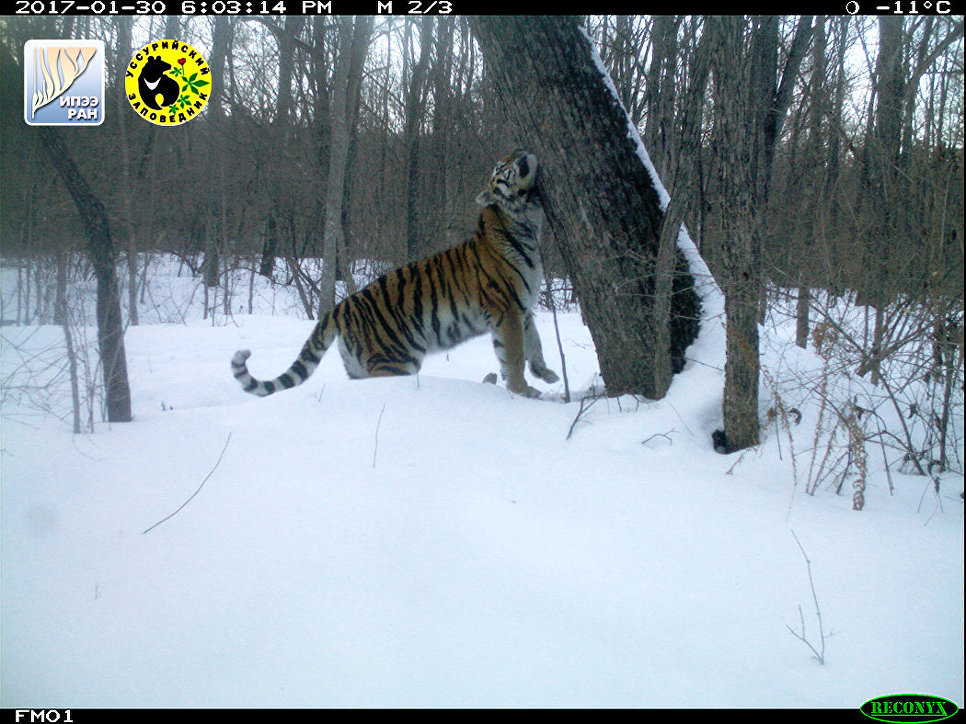 2017-01-30 6:03:14 PM M 2/3 -11°C
ИПЭЭ
РАН
УССУРИЙСКИЙ
ЗАПОВЕДНИК
FM01
RECONYX